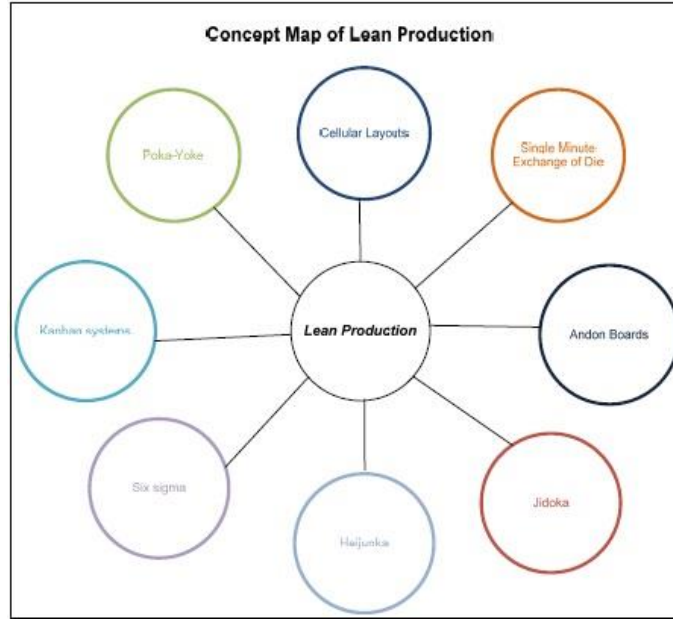 Concept Map of Lean Production
Cellular Layouts
Poka-Yoke
Single Minute
Exchange of Die
Kanban systems
Lean Production
Andon Boards
Six sigma
Jidoka
Heijunka